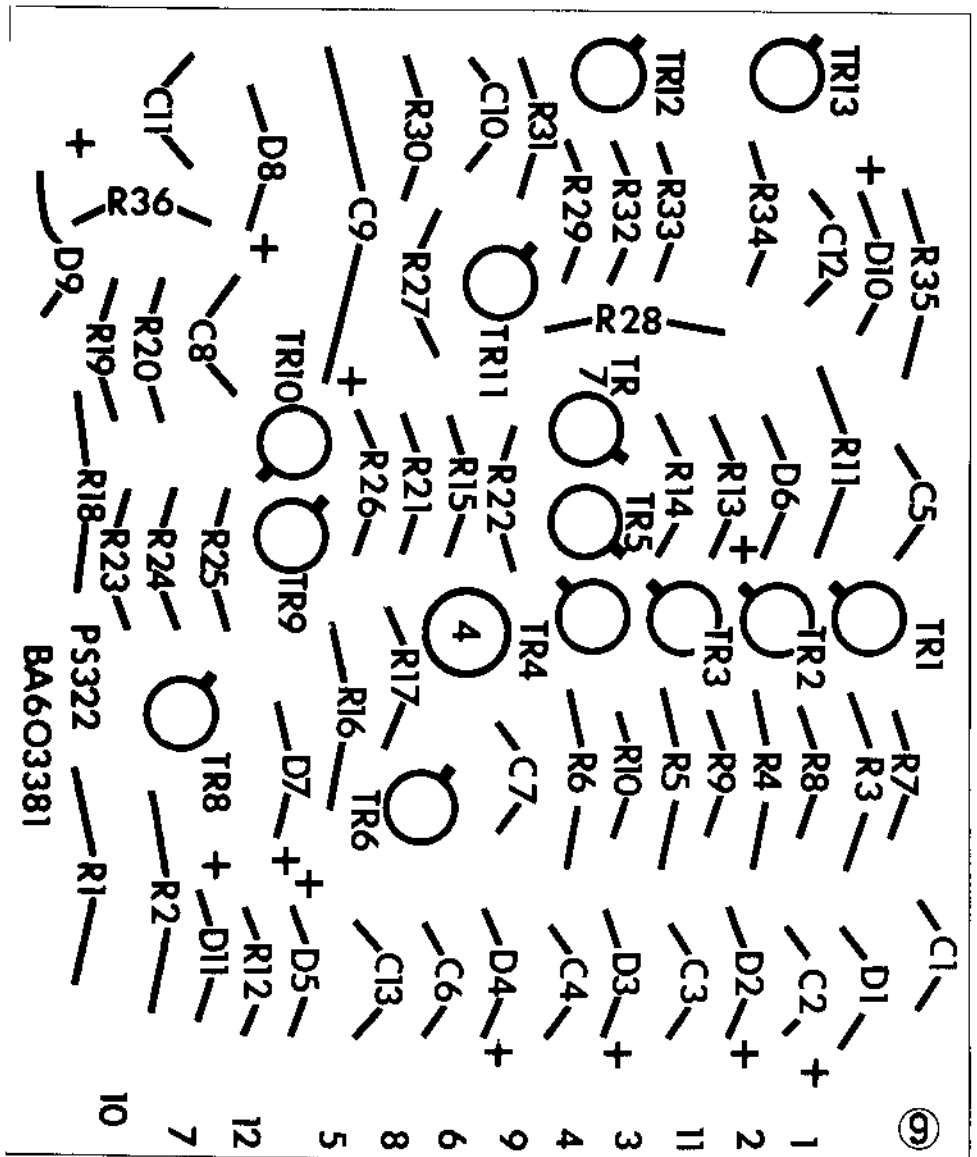 C11
D8
R36
D9
C9
R30
C10
R31
TR12
TR13
R29
R32
R33
R34
C12
D10
R35
R27
TR11
R28
R19
R20
C8
TR10
TR7
R18
R26
R21
R15
R22
R14
R13
D6
R11
C5
TR5
R23
R24
R25
TR9
PS322
BA603381
R17
R16
4
TR4
TR3
TR2
TR1
TR8
D7
TR6
C7
R6
R10
R5
R9
R4
R8
R3
R7
R1
R2
D11
R12
D5
C13
C6
D4
C4
D3
C3
D2
C2
D1
C1
10
7
12
5
8
6
9
4
3
11
2
1
9